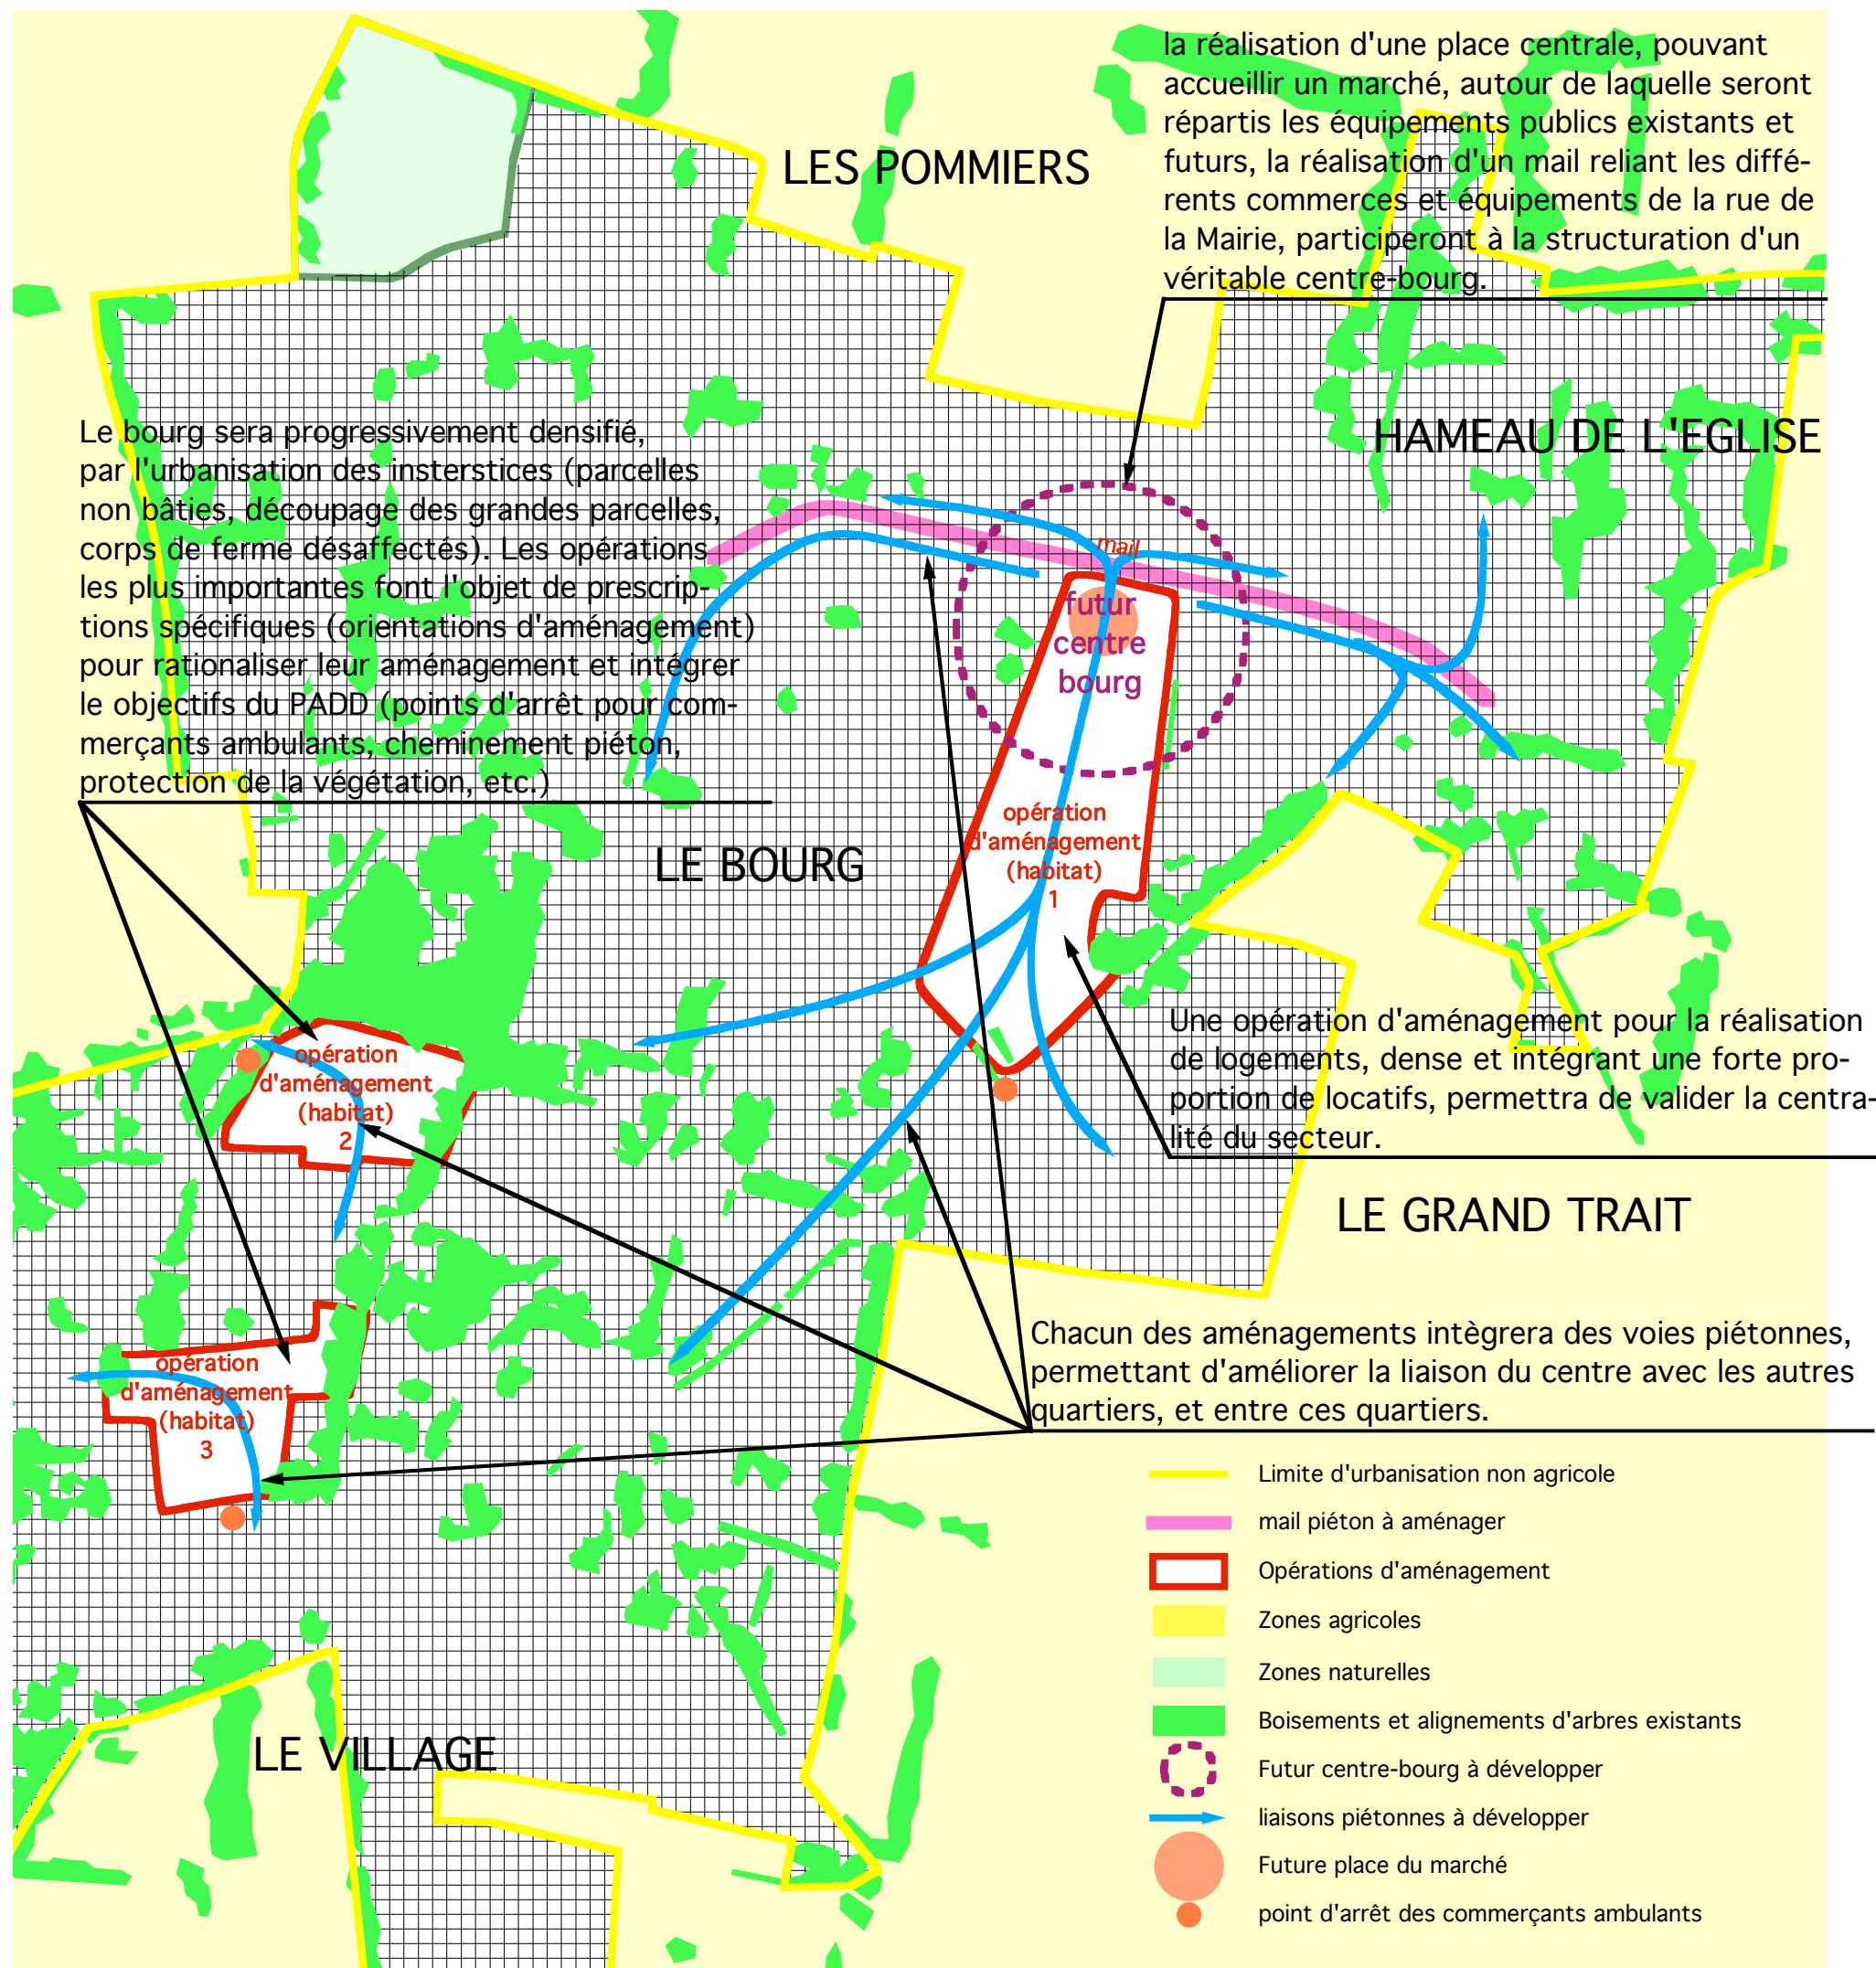 la réalisation d'une place centrale, pouvant
accueillir un marché, autour de laquelle seront
répartis les équipements publics existants et
futurs, la réalisation d'un mail reliant les diffé-
rents commerces et équipements de la rue de
la Mairie, participeront à la structuration d'un
véritable centre-bourg.
LES POMMIERS
HAMEAU DE L'EGLISE
Le bourg sera progressivement densifié,
par l'urbanisation des insterstices (parcelles
non bâties, découpage des grandes parcelles,
corps de ferme désaffectés). Les opérations
les plus importantes font l'objet de prescrip-
tions spécifiques (orientations d'aménagement)
pour rationaliser leur aménagement et intégrer
le objectifs du PADD (points d'arrêt pour com-
merçants ambulants, cheminement piéton,
protection de la végétation, etc.)
mail
futur
centre
bourg
opération
d'aménagement
(habitat)
1
LE BOURG
Une opération d'aménagement pour la réalisation
de logements, dense et intégrant une forte pro-
portion de locatifs, permettra de valider la centra-
lité du secteur.
opération
d'aménagement
(habitat)
2
LE GRAND TRAIT
Chacun des aménagements intègrera des voies piétonnes,
permettant d'améliorer la liaison du centre avec les autres
quartiers, et entre ces quartiers.
opération
d'aménagement
(habitat)
3
LE VILLAGE
Limite d'urbanisation non agricole
mail piéton à aménager
Opérations d'aménagement
Zones agricoles
Zones naturelles
Boisements et alignements d'arbres existants
Futur centre-bourg à développer
liaisons piétonnes à développer
Future place du marché
point d'arrêt des commerçants ambulants